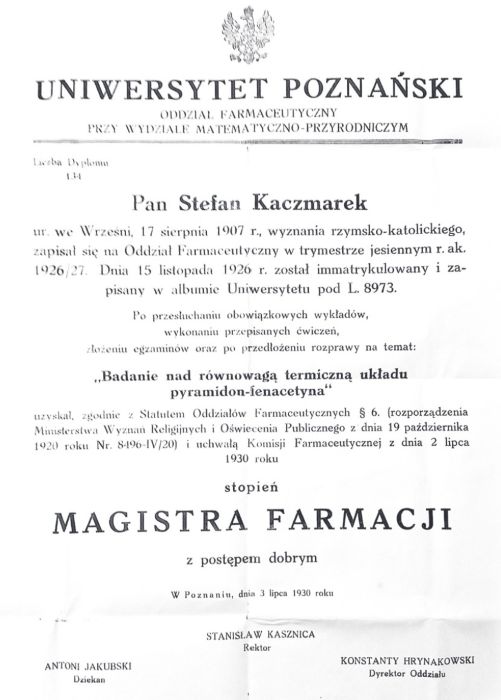 UNIWERSYTET POZNAŃSKI
ODDZIAŁ FARMACEUTYCZNY
PRZY WYDZIALE MATEMATYCZNO-PRZYRODNICZYM
Liczba Dyplomu
134
Pan Stefan Kaczmarek
ur. we Wrześni, 17 sierpnia 1907 r., wyznania rzymsko-katolickiego,
zapisał się na Oddział Farmaceutyczny w trymestrze jesiennym r. ak.
1926/27. Dnia 15 listopada 1926 r. został immatrykulowany i za-
pisany w albumie Uniwersytetu pod L. 8973.
Po przesłuchaniu obowiązkowych wykładów,
wykonaniu przepisanych ćwiczeń,
złożeniu egzaminów oraz po przedłożeniu rozprawy na temat:
„Badanie nad równowagą termiczną układu
pyramidon-fenacetyna“
uzyskał, zgodnie z Statutem Oddziałów Farmaceutycznych § 6. (rozporządzenia
Ministerstwa Wyznań Religijnych i Oświecenia Publicznego z dnia 19 października
1920 roku Nr. 8496-IV/20) i uchwałą Komisji Farmaceutycznej z dnia 2 lipca
1930 roku
stopień
MAGISTRA FARMACJI
z postępem dobrym
W Poznaniu, dnia 3 lipca 1930 roku
STANISŁAW KASZNICA
Rektor
ANTONI JAKUBSKI
Dziekan
KONSTANTY HRYNAKOWSKI
Dyrektor Oddziału